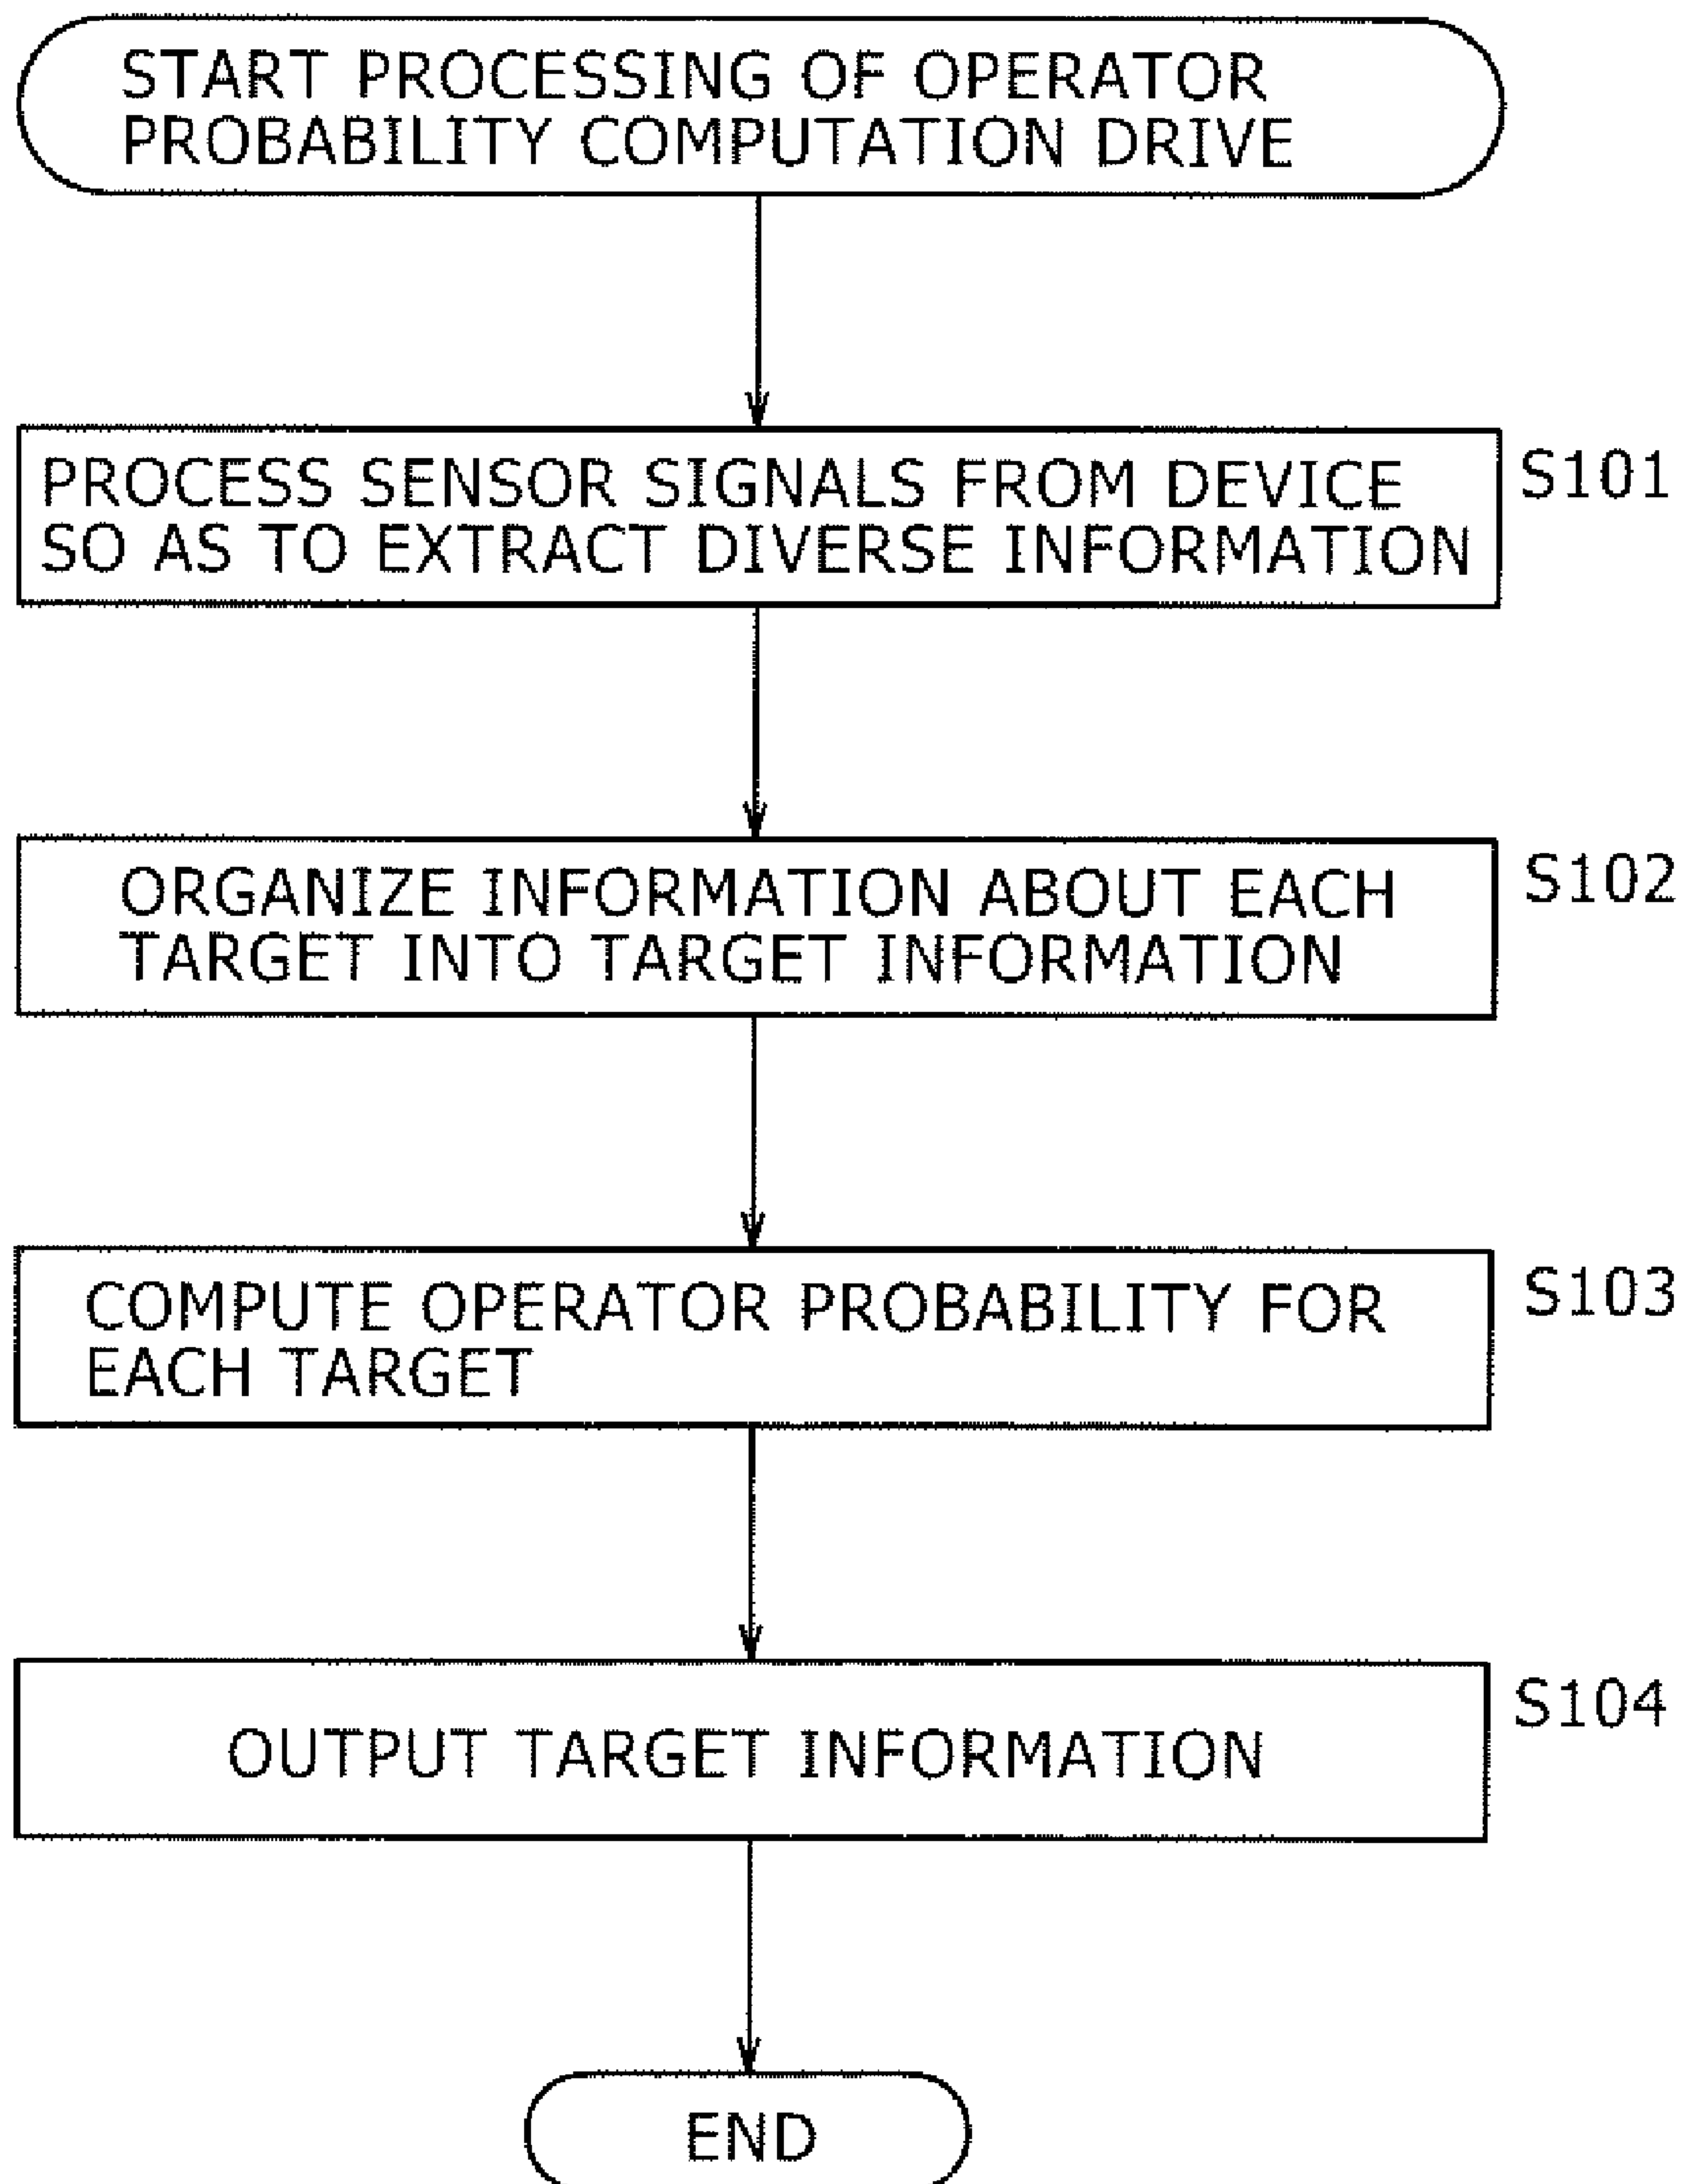 START PROCESSING OF OPERATOR
PROBABILITY COMPUTATION DRIVE
PROCESS SENSOR SIGNALS FROM DEVICE
SO AS TO EXTRACT DIVERSE INFORMATION
S101
ORGANIZE INFORMATION ABOUT EACH
TARGET INTO TARGET INFORMATION
S102
COMPUTE OPERATOR PROBABILITY FOR
EACH TARGET
S103
OUTPUT TARGET INFORMATION
S104
END